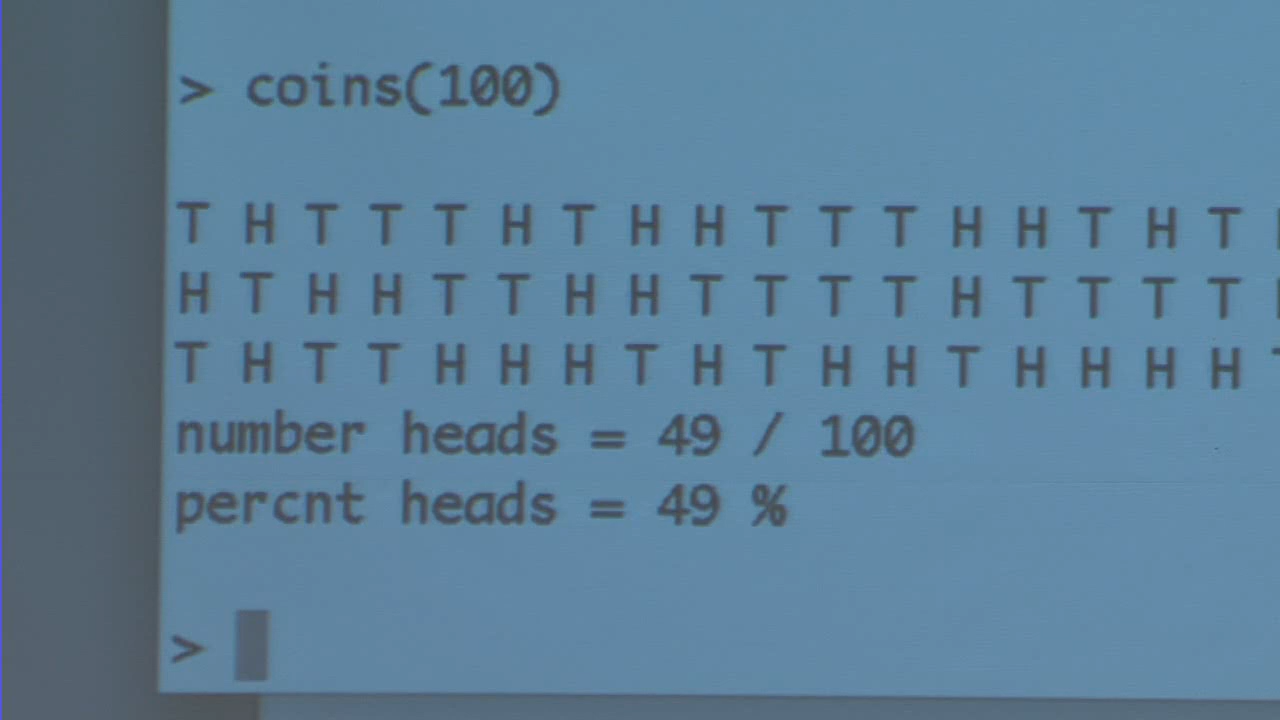 > coins(100)
T H T T T H T H H T T T H H T H T
H T H H T T H H T T T T H T T T T
T H T T H H H T H T H H T H H H H
number heads = 49 / 100
percnt heads = 49 %
>